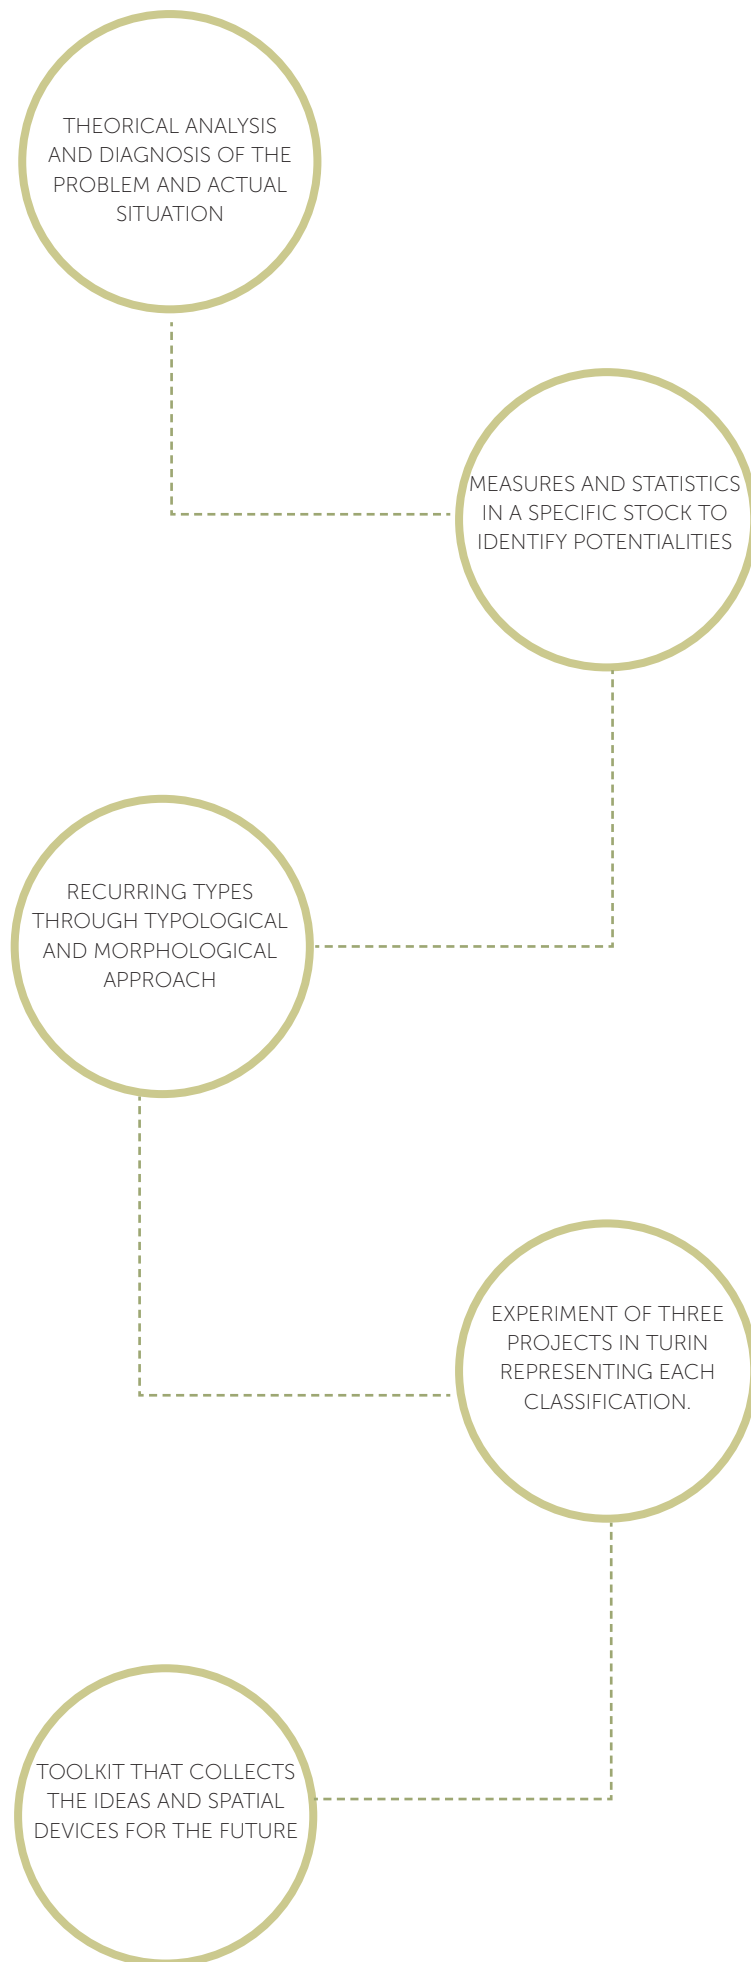 THEORICAL ANALYSIS
AND DIAGNOSIS OF THE
PROBLEM AND ACTUAL
SITUATION
MEASURES AND STATISTICS
IN A SPECIFIC STOCK TO
IDENTIFY POTENTIALITIES
RECURRING TYPES
THROUGH TYPOLOGICAL
AND MORPHOLOGICAL
APPROACH
EXPERIMENT OF THREE
PROJECTS IN TURIN
REPRESENTING EACH
CLASSIFICATION.
TOOLKIT THAT COLLECTS
THE IDEAS AND SPATIAL
DEVICES FOR THE FUTURE